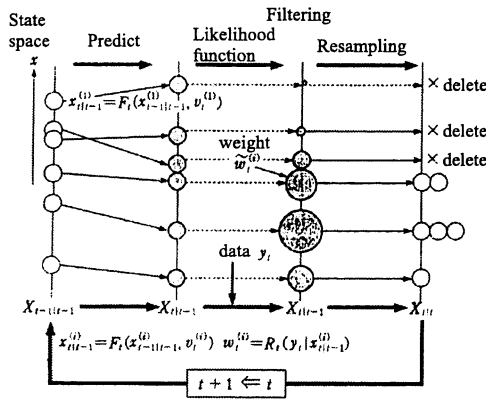 Filtering
State space
Predict
Likelihood function
Resampling
x
x_{t|t-1}^{(1)}=F_t(x_{t-1|t-1}^{(1)}, v_t^{(1)})
× delete
× delete
× delete
weight
\widetilde{w}_t^{(i)}
data y_t
X_{t-1|t-1}
X_{t|t-1}
X_{t|t-1}
X_{t|t}
x_{t|t-1}^{(i)}=F_t(x_{t-1|t-1}^{(i)}, v_t^{(i)}) w_t^{(i)}=R_t(y_t|x_{t|t-1}^{(i)})
t+1 ⇐ t